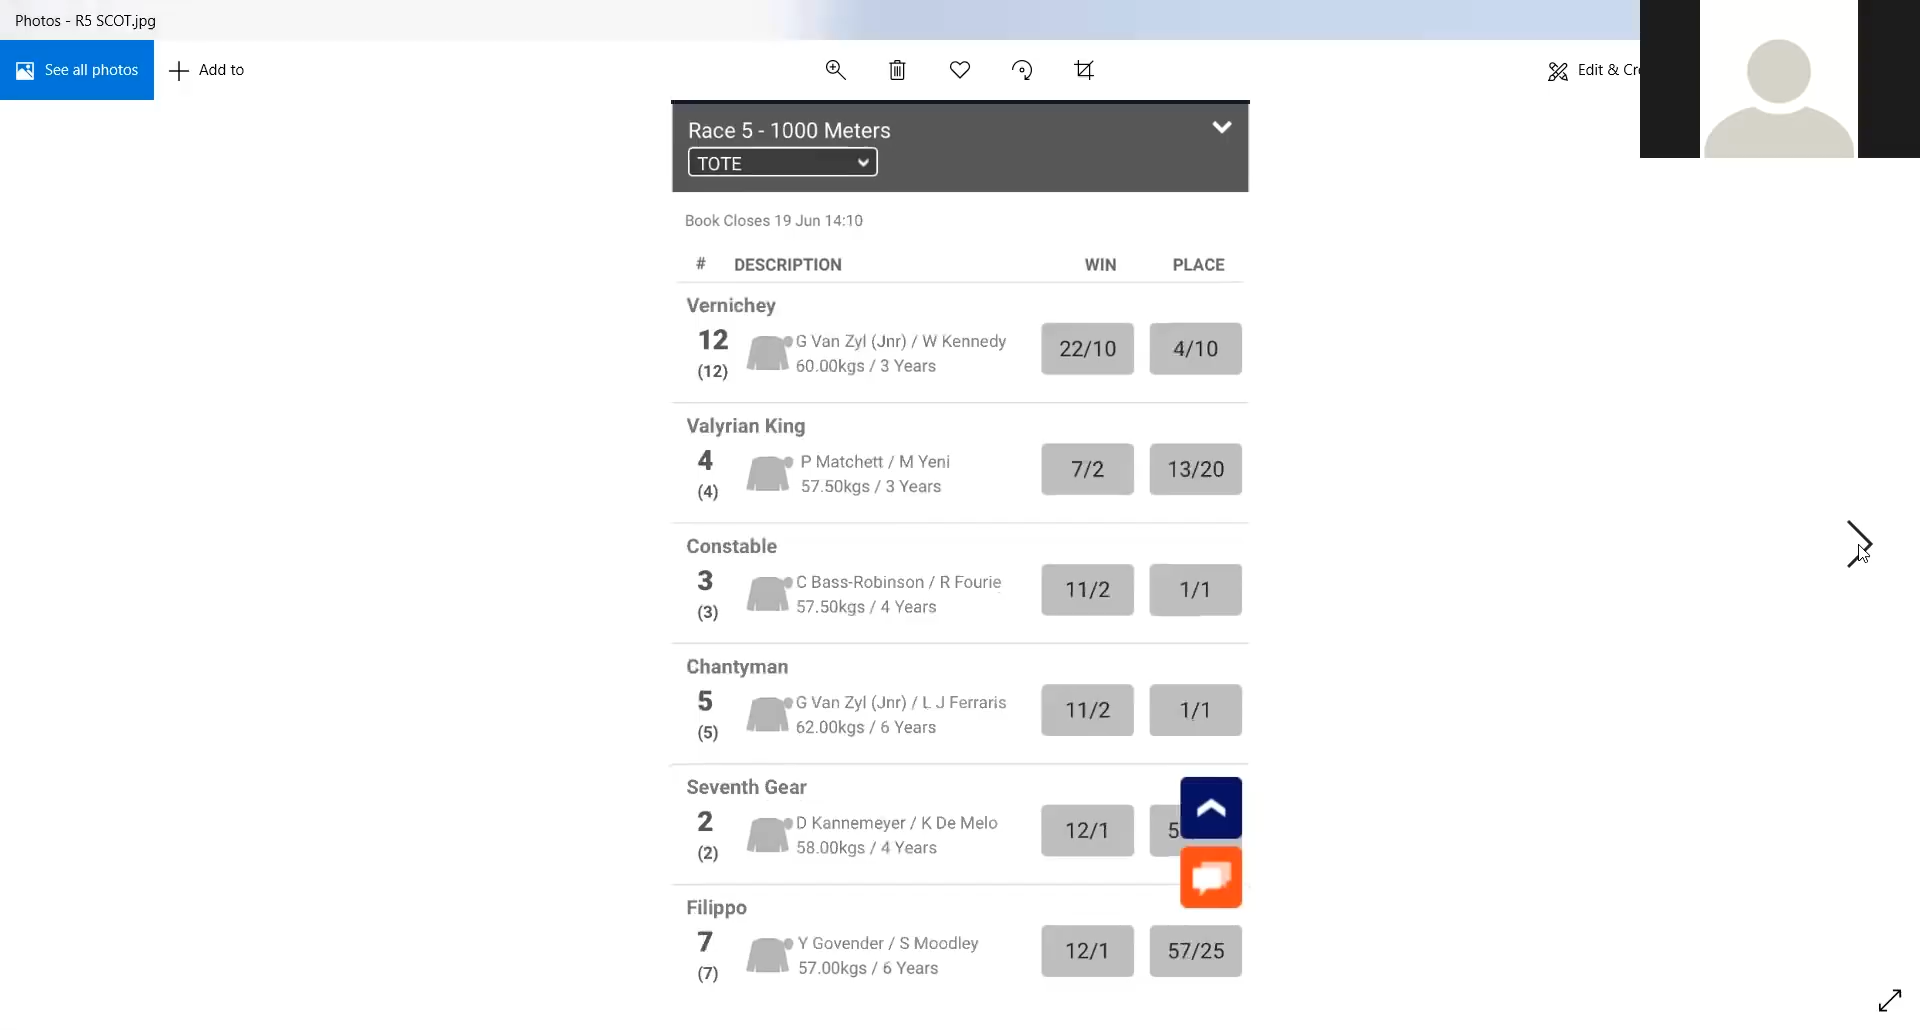 Photos - R5 SCOT.jpg
See all photos
Add to
Edit &
Race 5 - 1000 Meters
TOTE
Book Closes 19 Jun 14:10
# DESCRIPTION WIN PLACE
Vernichey
12 G Van Zyl (Jnr) / W Kennedy 22/10 4/10
(12) 60.00kgs / 3 Years
Valyrian King
4 P Matchett / M Yeni 7/2 13/20
(4) 57.50kgs / 3 Years
Constable
3 C Bass-Robinson / R Fourie 11/2 1/1
(3) 57.50kgs / 4 Years
Chantyman
5 G Van Zyl (Jnr) / L J Ferraris 11/2 1/1
(5) 62.00kgs / 6 Years
Seventh Gear
2 D Kannemeyer / K De Melo 12/1
(2) 58.00kgs / 4 Years
Filippo
7 Y Govender / S Moodley 12/1 57/25
(7) 57.00kgs / 6 Years